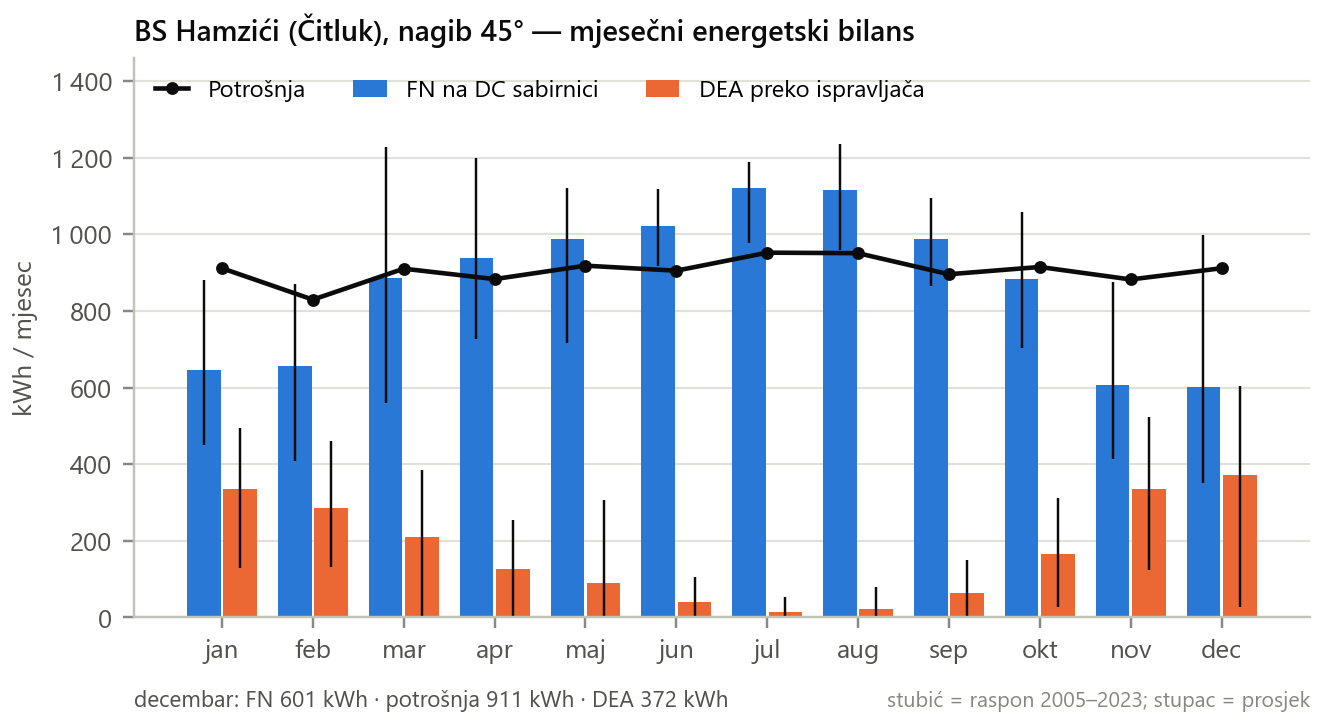 BS Hamzići (Čitluk), nagib 45° — mjesečni energetski bilans
Potrošnja FN na DC sabirnici DEA preko ispravljača
kWh / mjesec
1 400
1 200
1 000
800
600
400
200
0
jan feb mar apr maj jun jul aug sep okt nov dec
decembar: FN 601 kWh · potrošnja 911 kWh · DEA 372 kWh
stubić = raspon 2005–2023; stupac = prosjek